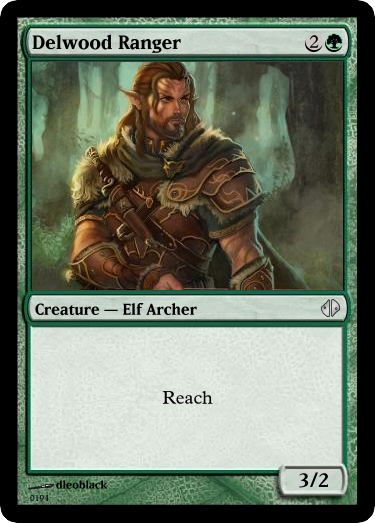 Delwood Ranger 2
Creature — Elf Archer
Reach
3/2
dleoblack
0194